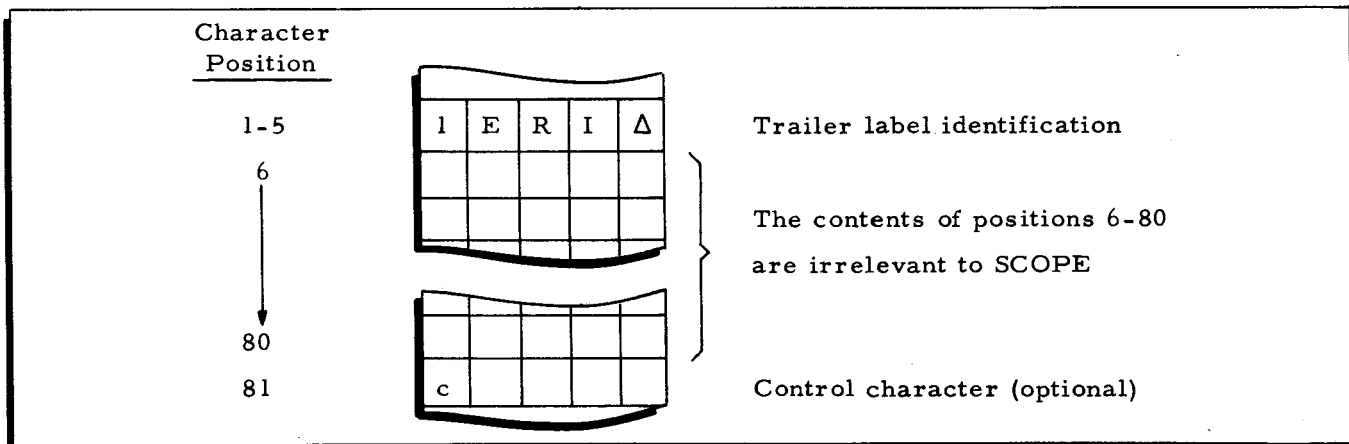 Character
Position
1-5 1 E R I Δ Trailer label identification
6
The contents of positions 6-80
are irrelevant to SCOPE
80
81 c Control character (optional)